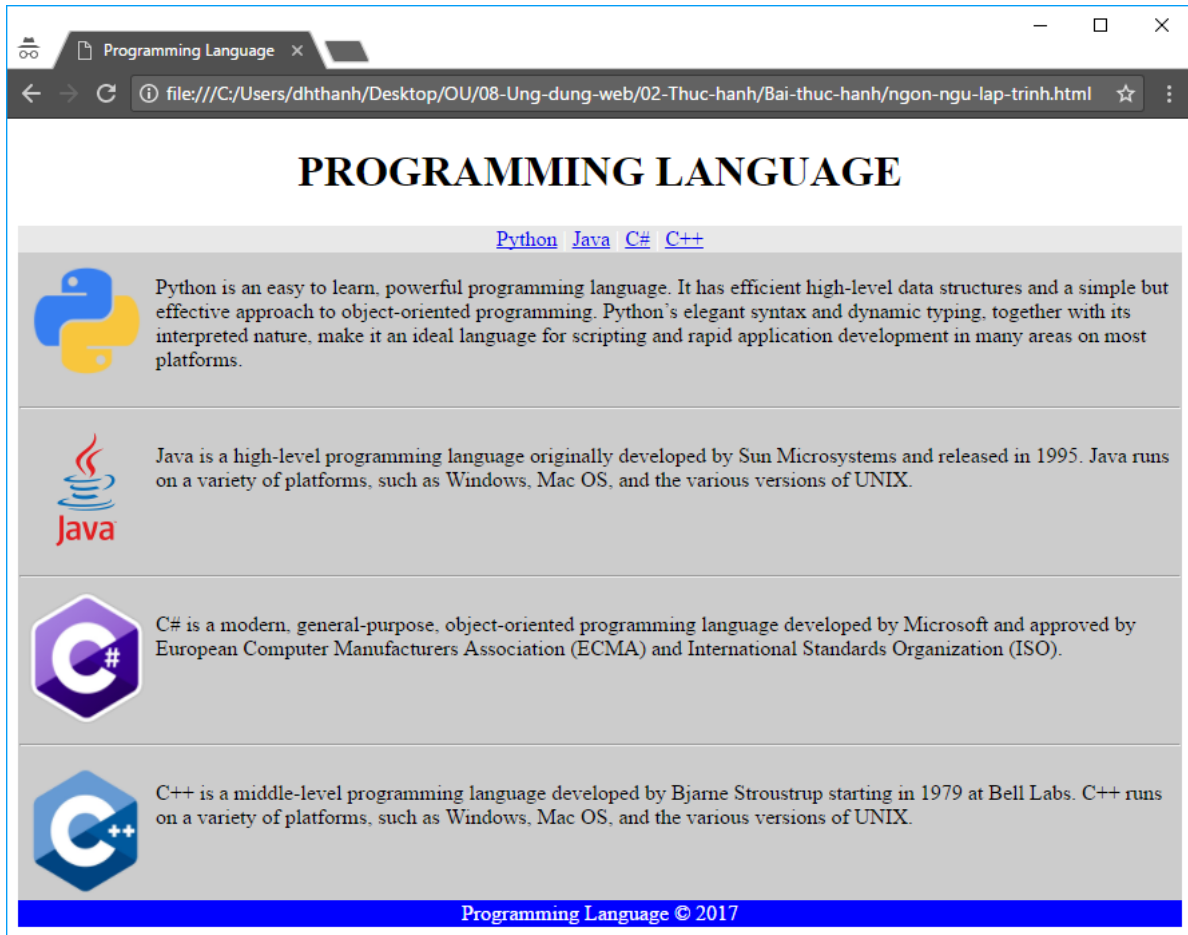 Programming Language
file:///C:/Users/dhthanh/Desktop/OU/08-Ung-dung-web/02-Thuc-hanh/Bai-thuc-hanh/ngon-ngu-lap-trinh.html
PROGRAMMING LANGUAGE
Python | Java | C# | C++
Python is an easy to learn, powerful programming language. It has efficient high-level data structures and a simple but
effective approach to object-oriented programming. Python’s elegant syntax and dynamic typing, together with its
interpreted nature, make it an ideal language for scripting and rapid application development in many areas on most
platforms.
Java is a high-level programming language originally developed by Sun Microsystems and released in 1995. Java runs
on a variety of platforms, such as Windows, Mac OS, and the various versions of UNIX.
Java
C# is a modern, general-purpose, object-oriented programming language developed by Microsoft and approved by
European Computer Manufacturers Association (ECMA) and International Standards Organization (ISO).
C#
C++ is a middle-level programming language developed by Bjarne Stroustrup starting in 1979 at Bell Labs. C++ runs
on a variety of platforms, such as Windows, Mac OS, and the various versions of UNIX.
C++
Programming Language © 2017